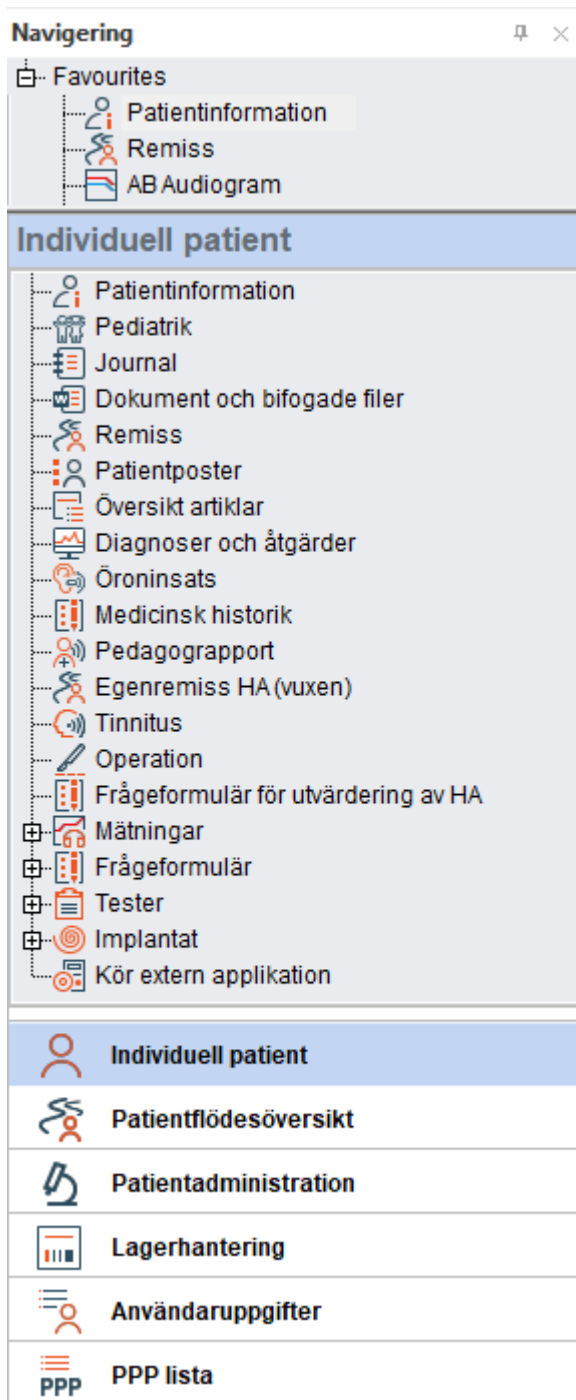 Navigering
Favourites
Patientinformation
Remiss
AB Audiogram
Individuell patient
Patientinformation
Pediatrik
Journal
Dokument och bifogade filer
Remiss
Patientposter
Översikt artiklar
Diagnoser och åtgärder
Öroninsats
Medicinsk historik
Pedagograpport
Egenremiss HA (vuxen)
Tinnitus
Operation
Frågeformulär för utvärdering av HA
Mätningar
Frågeformulär
Tester
Implantat
Kör extern applikation
Individuell patient
Patientflödesöversikt
Patientadministration
Lagerhantering
Användaruppgifter
PPP PPP lista